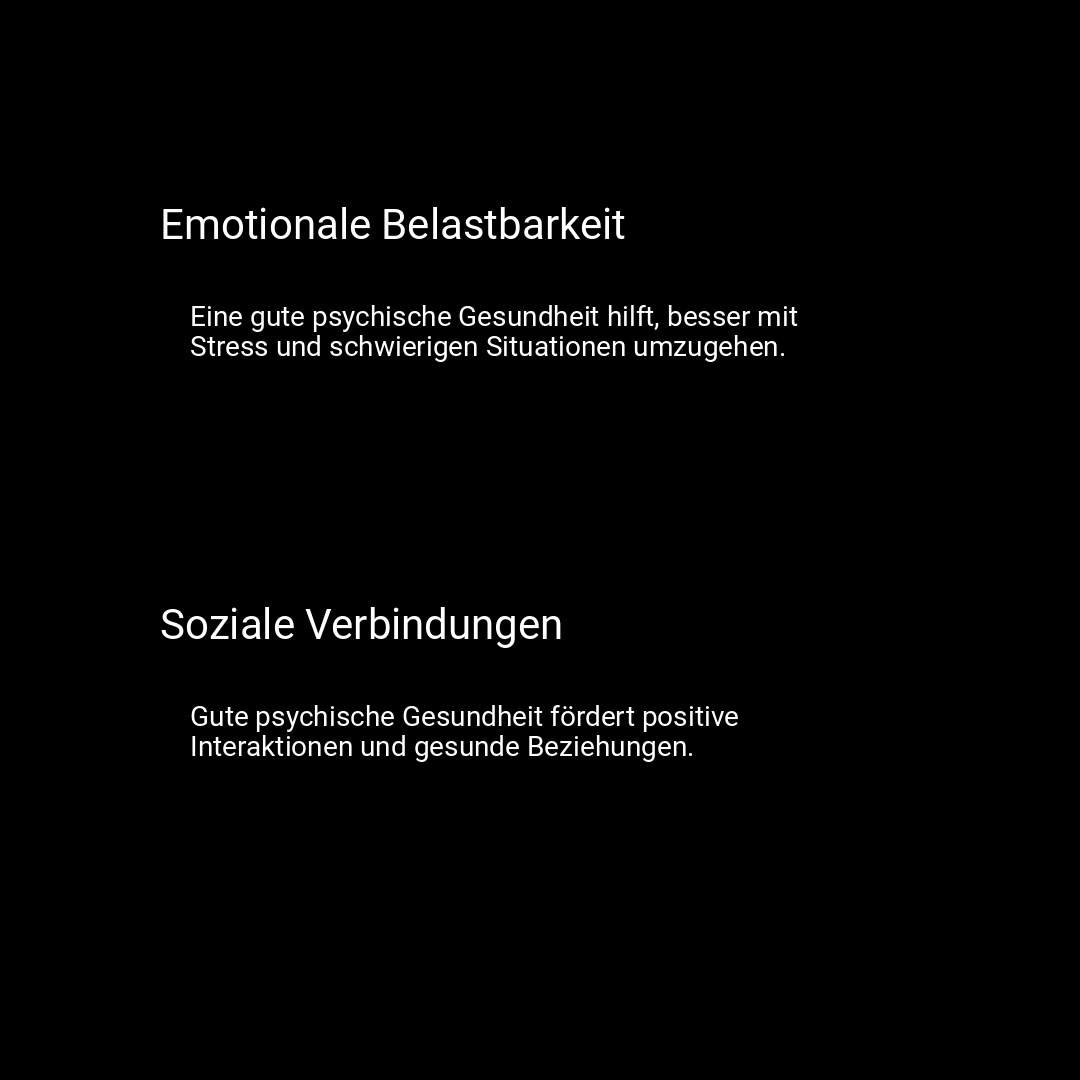 Emotionale Belastbarkeit
Eine gute psychische Gesundheit hilft, besser mit
Stress und schwierigen Situationen umzugehen.
Soziale Verbindungen
Gute psychische Gesundheit fördert positive
Interaktionen und gesunde Beziehungen.